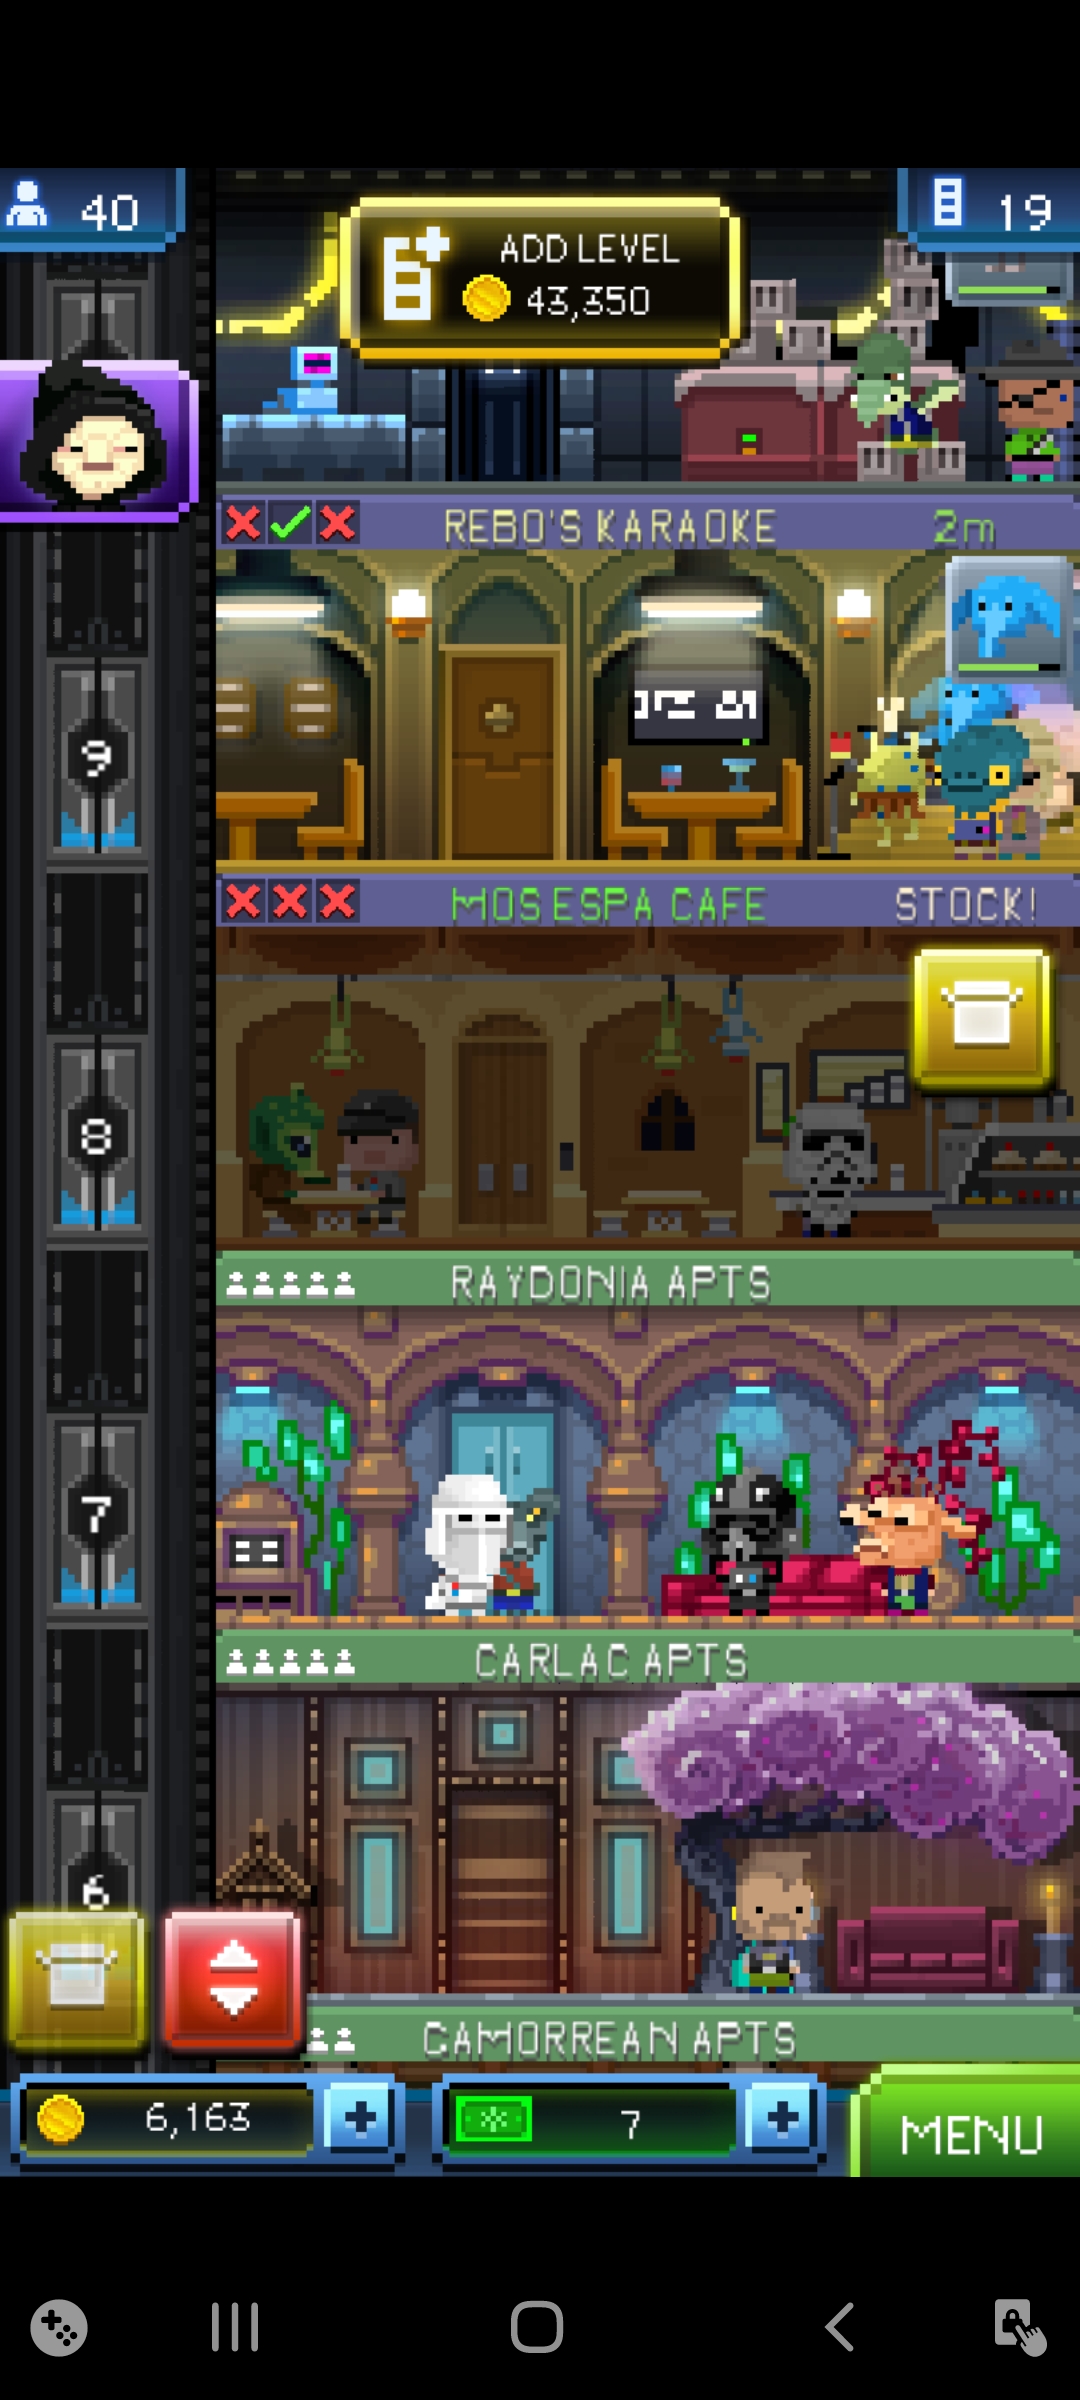 40
ADD LEVEL
43,350
19
REBO'S KARAOKE 2m
9
MOS ESPA CAFE STOCK!
8
RAYDONIA APTS
7
CARLAC APTS
6
CAMORREAN APTS
6,163
7
MENU